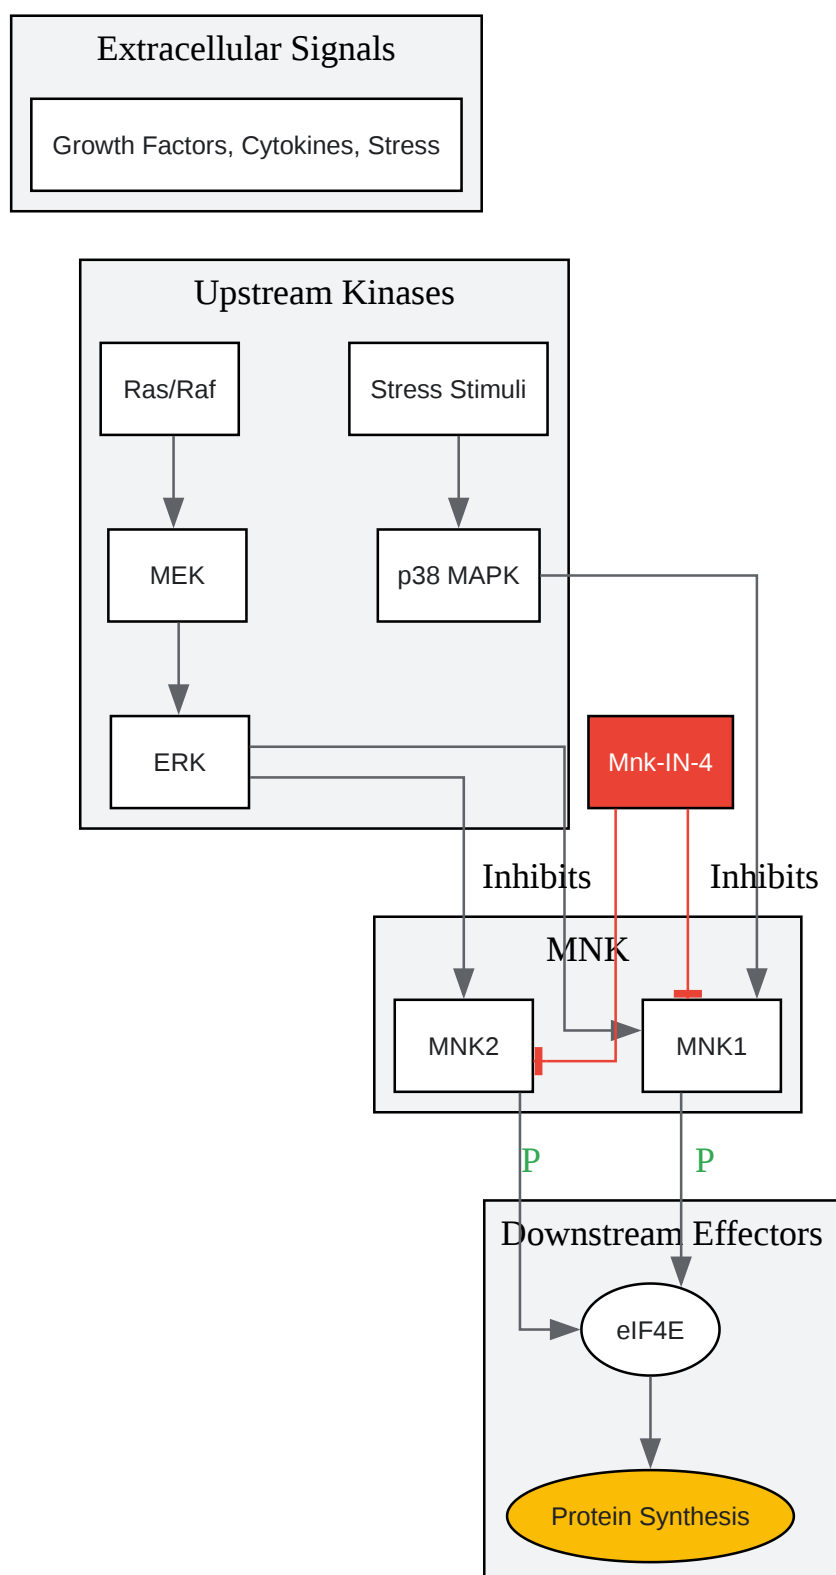 Extracellular Signals
Growth Factors, Cytokines, Stress
Upstream Kinases
Ras/Raf
Stress Stimuli
MEK
p38 MAPK
ERK
Mnk-IN-4
Inhibits
Inhibits
MNK
MNK2
MNK1
P
P
Downstream Effectors
eIF4E
Protein Synthesis